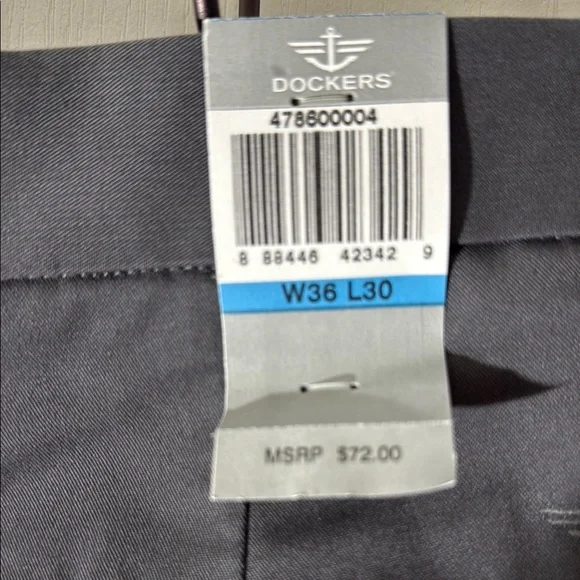 DOCKERS
478600004
8 88446 42342 9
W36 L30
MSRP $72.00